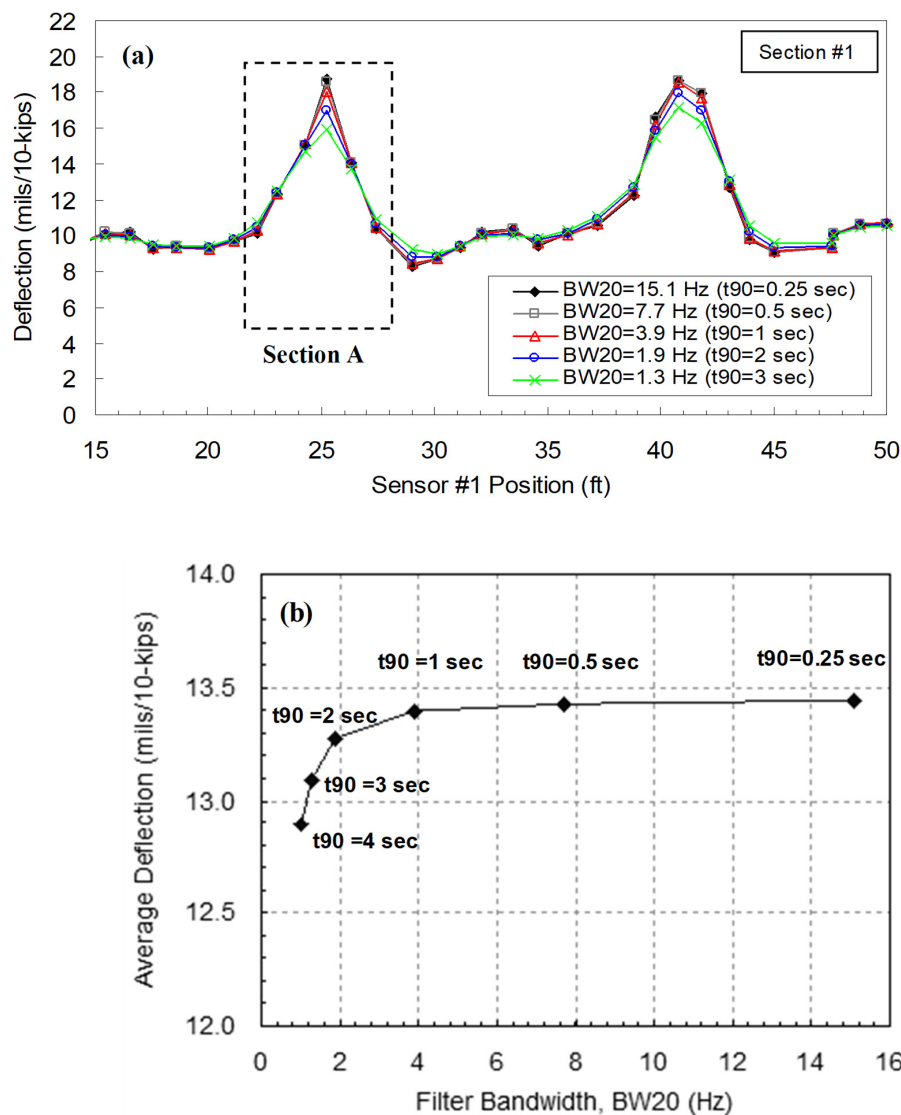 22
20
18
16
14
12
10
8
6
4
2
0
Deflection (mils/10-kips)
(a)
Section #1
Section A
BW20=15.1 Hz (t90=0.25 sec)
BW20=7.7 Hz (t90=0.5 sec)
BW20=3.9 Hz (t90=1 sec)
BW20=1.9 Hz (t90=2 sec)
BW20=1.3 Hz (t90=3 sec)
15 20 25 30 35 40 45 50
Sensor #1 Position (ft)
14.0
13.5
13.0
12.5
12.0
Average Deflection (mils/10-kips)
(b)
t90 =1 sec
t90=0.5 sec
t90=0.25 sec
t90 =2 sec
t90 =3 sec
t90 =4 sec
0 2 4 6 8 10 12 14 16
Filter Bandwidth, BW20 (Hz)